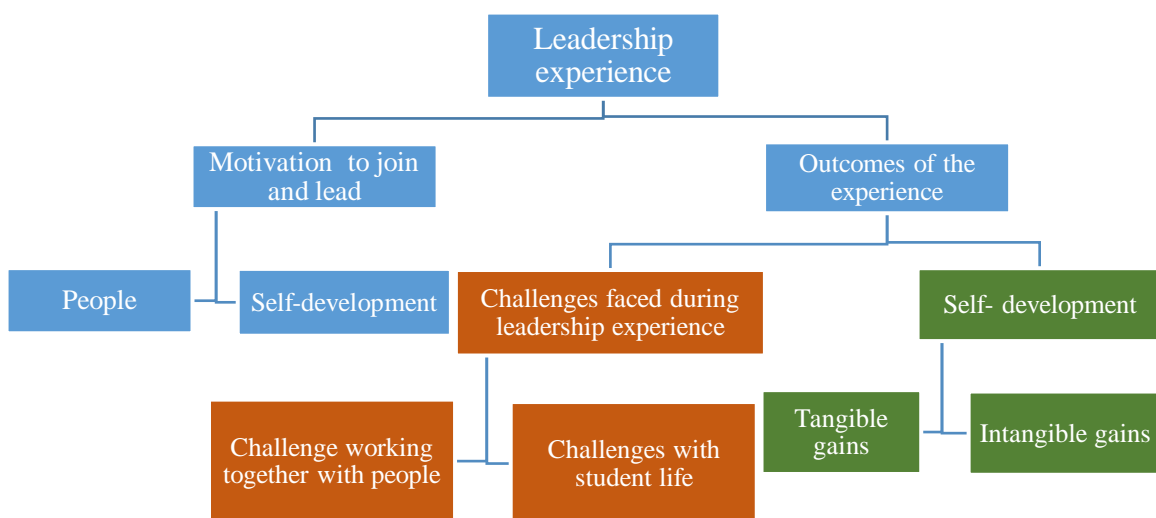 Leadership
experience
Motivation to join
and lead
Outcomes of the
experience
People
Self-development
Challenges faced during
leadership experience
Self- development
Challenge working
together with people
Challenges with
student life
Tangible
gains
Intangible gains